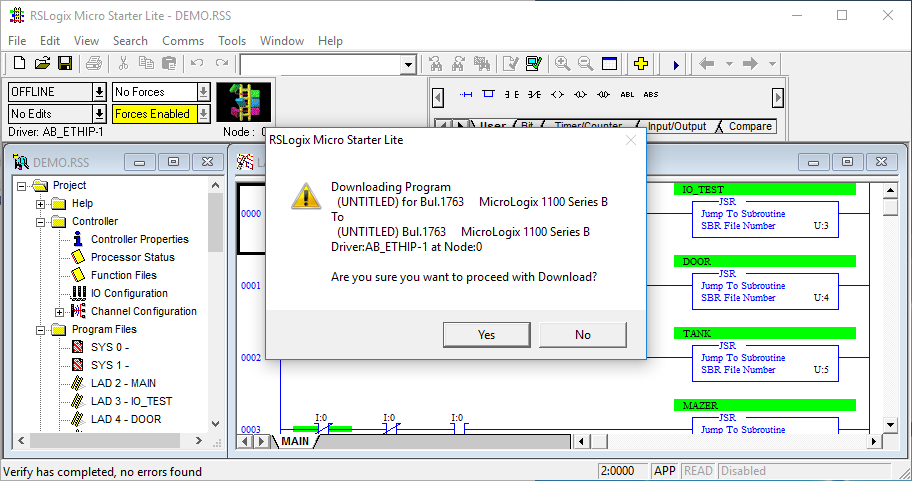 RSLogix Micro Starter Lite - DEMO.RSS
File Edit View Search Comms Tools Window Help
OFFLINE No Forces
No Edits Forces Enabled
Driver: AB_ETHIP-1 Node :
ABL ABS
User Bit Timer/Counter Input/Output Compare
DEMO.RSS
Project
Help
Controller
Controller Properties
Processor Status
Function Files
IO Configuration
Channel Configuration
Program Files
SYS 0 -
SYS 1 -
LAD 2 - MAIN
LAD 3 - IO_TEST
LAD 4 - DOOR
RSLogix Micro Starter Lite
Downloading Program
(UNTITLED) for Bul.1763 MicroLogix 1100 Series B
To
(UNTITLED) Bul.1763 MicroLogix 1100 Series B
Driver:AB_ETHIP-1 at Node:0
Are you sure you want to proceed with Download?
Yes No
0000
IO_TEST
JSR
Jump To Subroutine
SBR File Number U:3
0001
DOOR
JSR
Jump To Subroutine
SBR File Number U:4
0002
TANK
JSR
Jump To Subroutine
SBR File Number U:5
0003
I:0 I:0 I:0
MAZER
JSR
Jump To Subroutine
MAIN
Verify has completed, no errors found
2:0000 APP READ Disabled